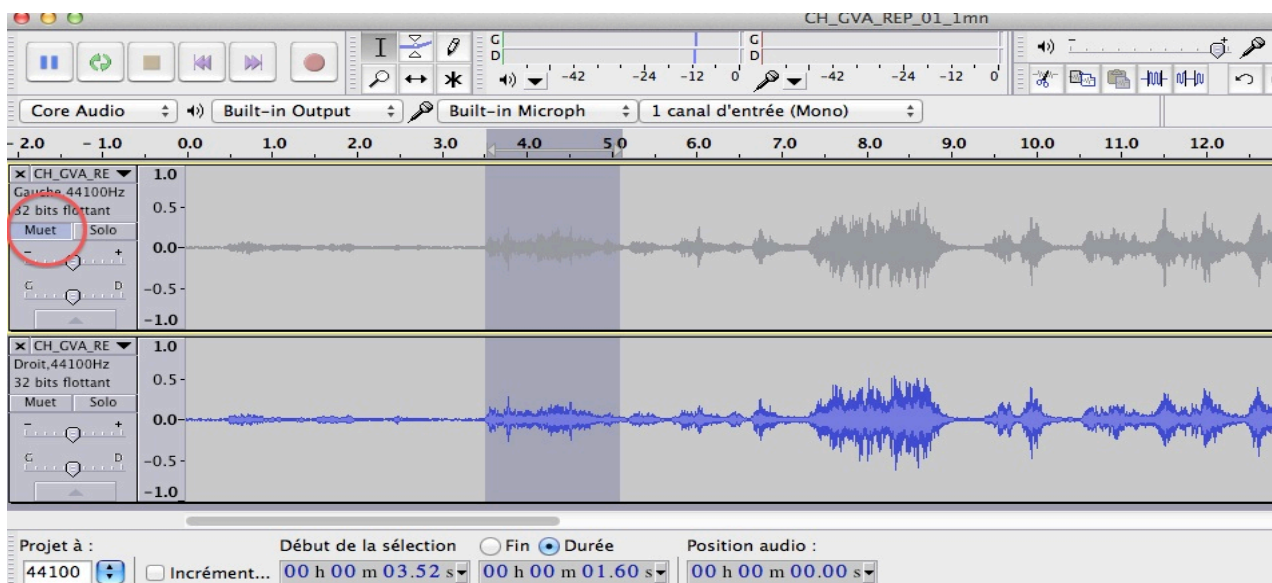 CH_GVA_REP_01_1mn
G
D
-42 -24 -12 0
G
D
-42 -24 -12 0
- +
Core Audio Built-in Output Built-in Microph 1 canal d'entrée (Mono)
- 2.0 - 1.0 0.0 1.0 2.0 3.0 4.0 5.0 6.0 7.0 8.0 9.0 10.0 11.0 12.0
× CH_GVA_RE
Gauche,44100Hz
32 bits flottant
Muet Solo
- +
G D
1.0
0.5-
0.0-
-0.5-
-1.0
× CH_GVA_RE
Droit,44100Hz
32 bits flottant
Muet Solo
- +
G D
1.0
0.5-
0.0-
-0.5-
-1.0
Projet à : Début de la sélection Fin Durée Position audio :
44100 Incrément... 00 h 00 m 03.52 s 00 h 00 m 01.60 s 00 h 00 m 00.00 s